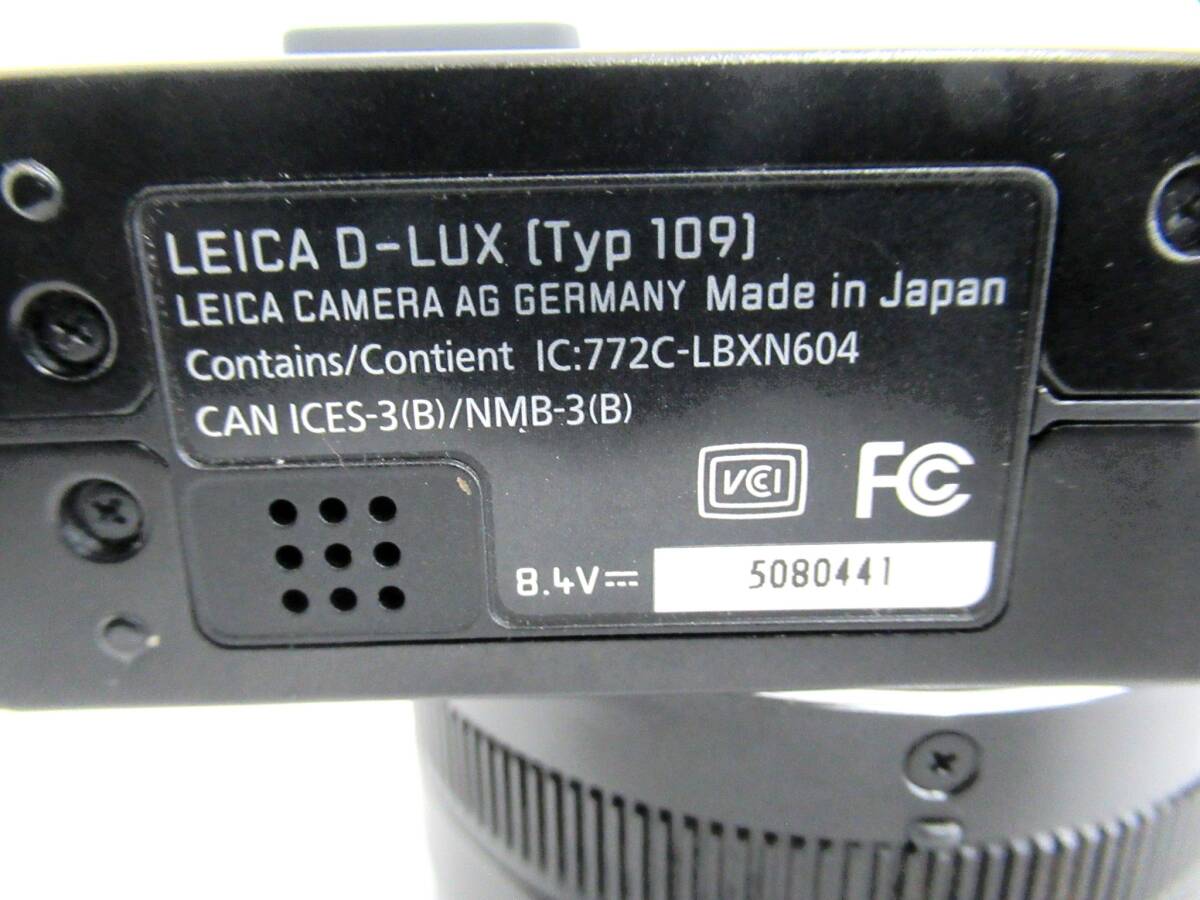 LEICA D-LUX (Typ 109)
LEICA CAMERA AG GERMANY Made in Japan
Contains/Contient IC:772C-LBXN604
CAN ICES-3(B)/NMB-3(B)
VCI FC
8.4V⎓ 5080441